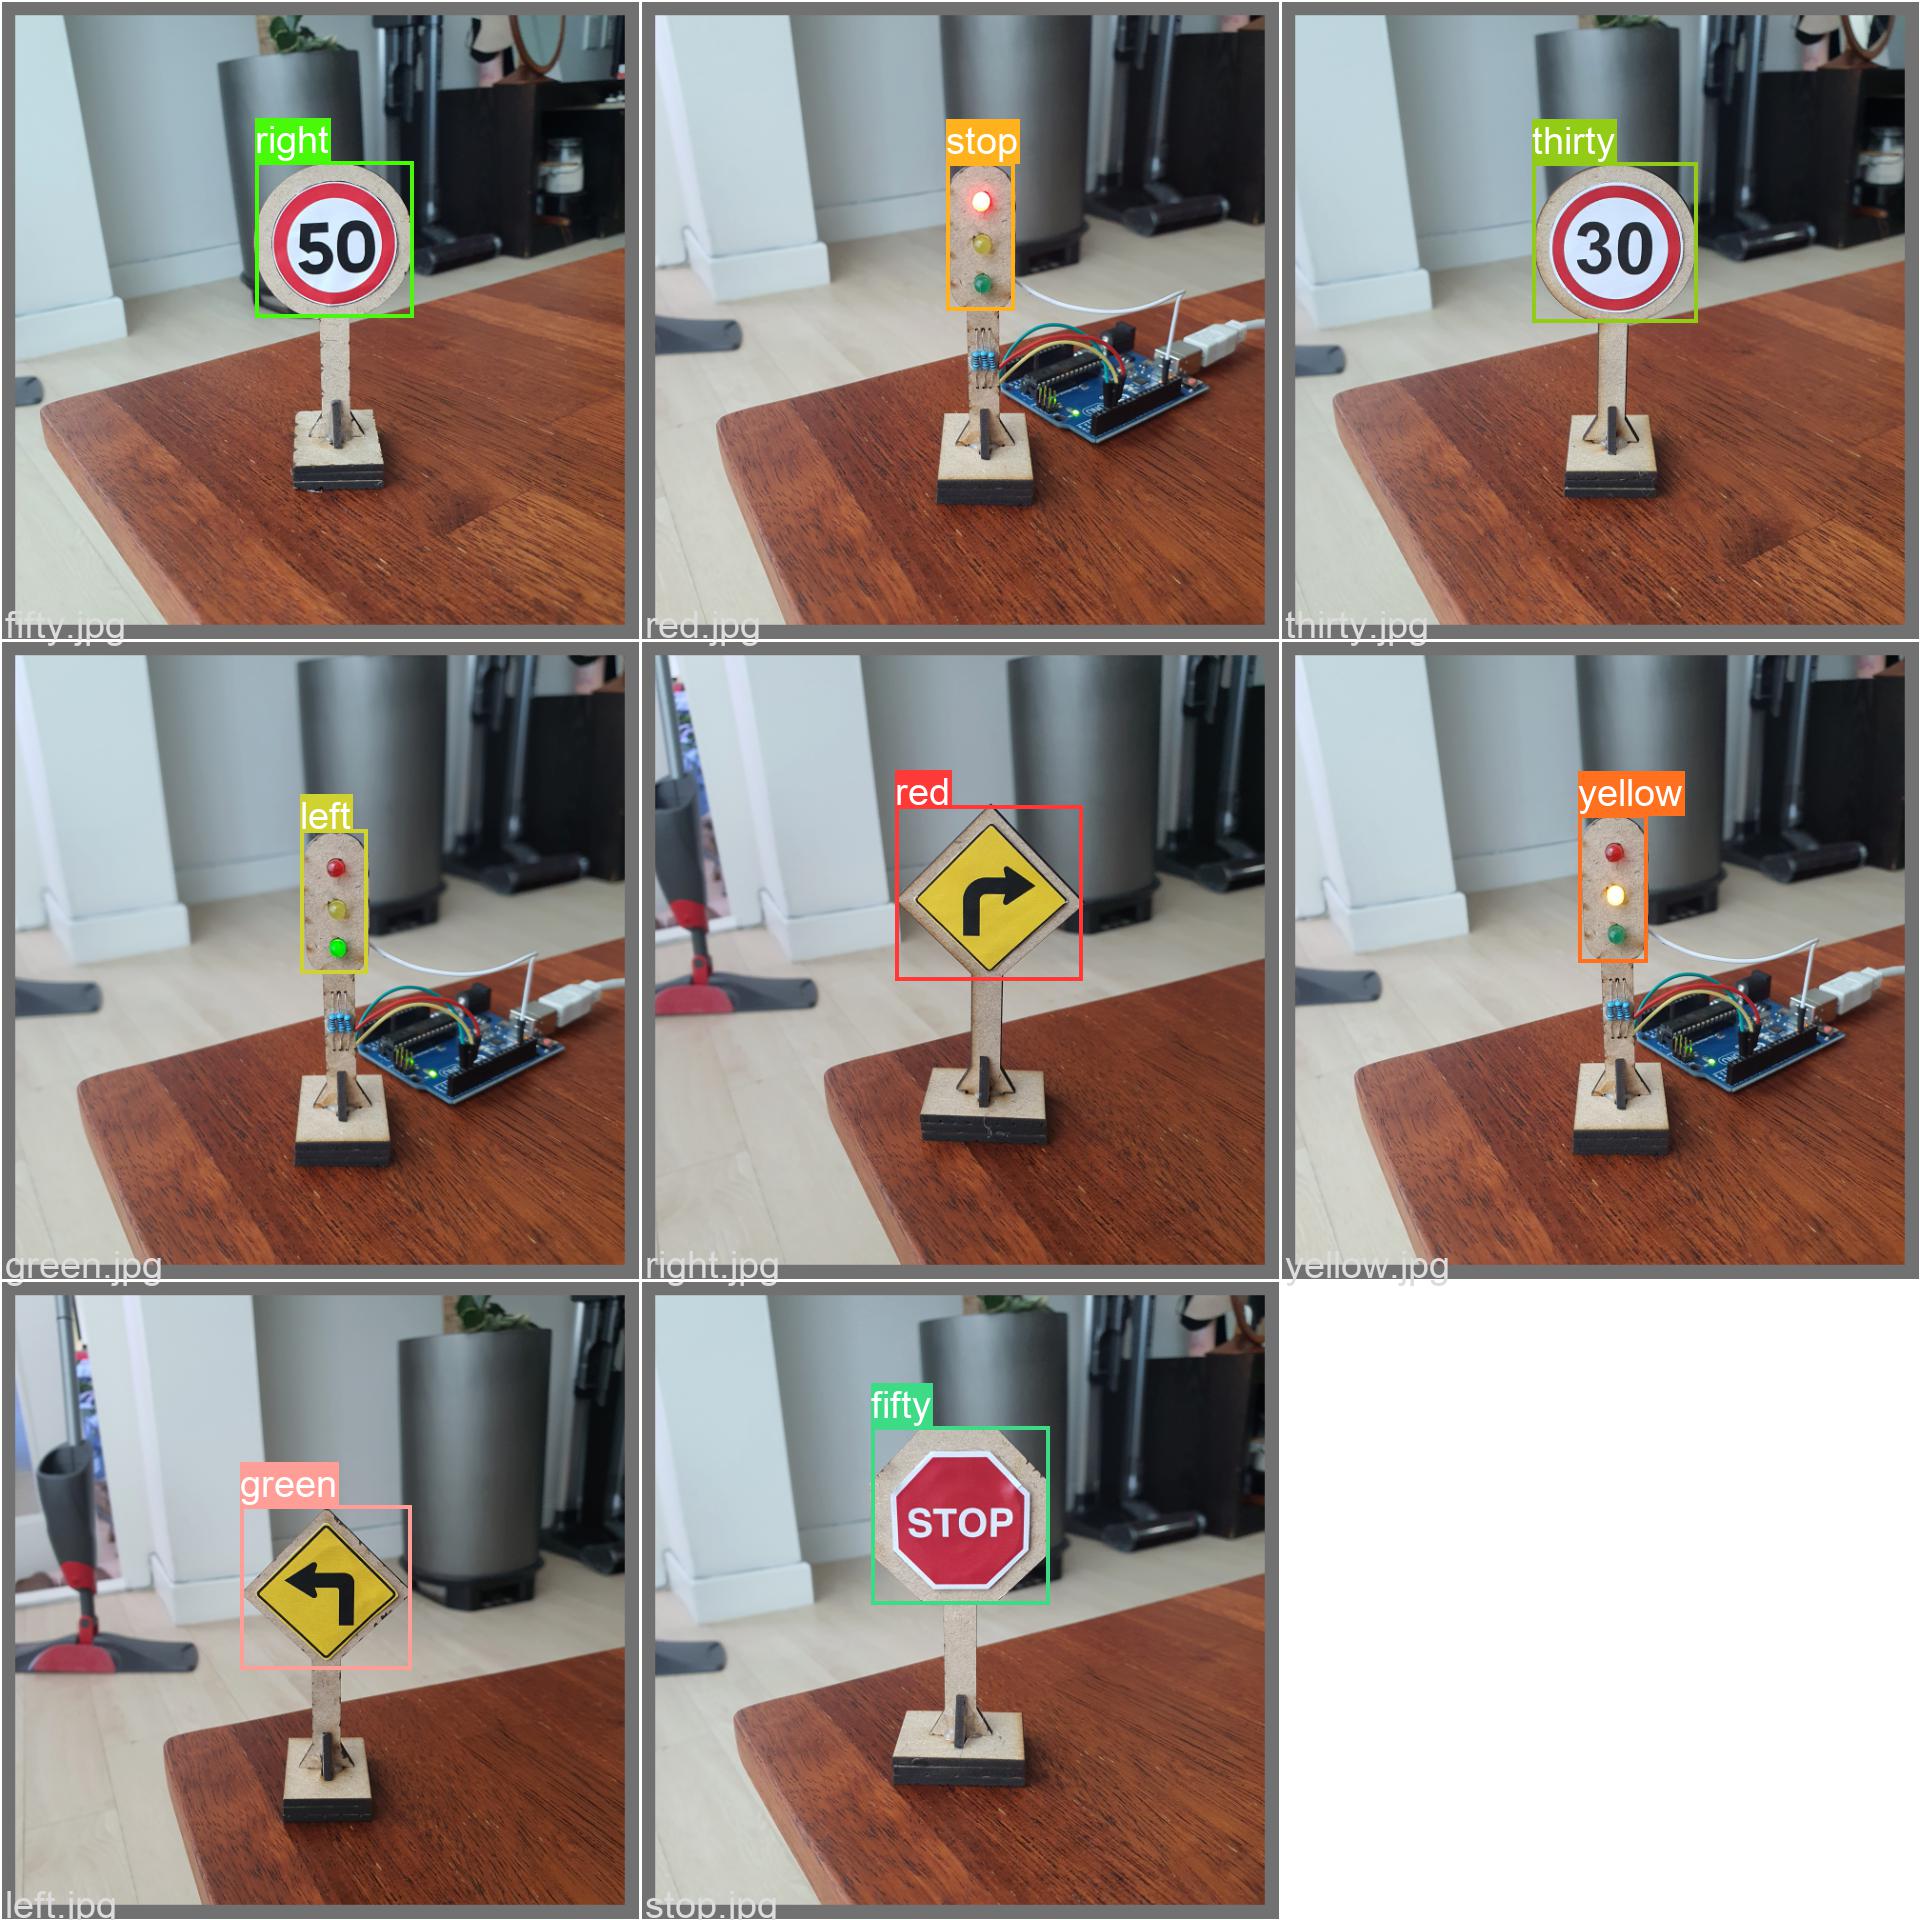 right
50
fifty.jpg
stop
red.jpg
thirty
30
thirty.jpg
left
green.jpg
red
right.jpg
yellow
yellow.jpg
green
left.jpg
fifty
STOP
stop.jpg